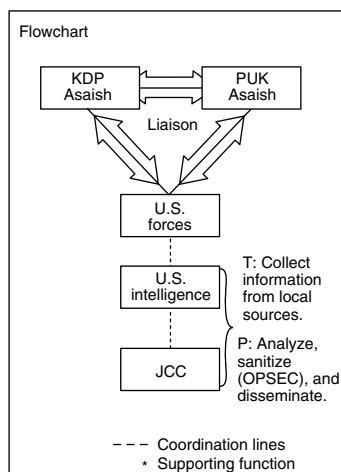 Flowchart
KDP
Asaish
PUK
Asaish
Liaison
U.S.
forces
U.S.
intelligence
JCC
T: Collect
information
from local
sources.
P: Analyze,
sanitize
(OPSEC), and
disseminate.
--- Coordination lines
* Supporting function